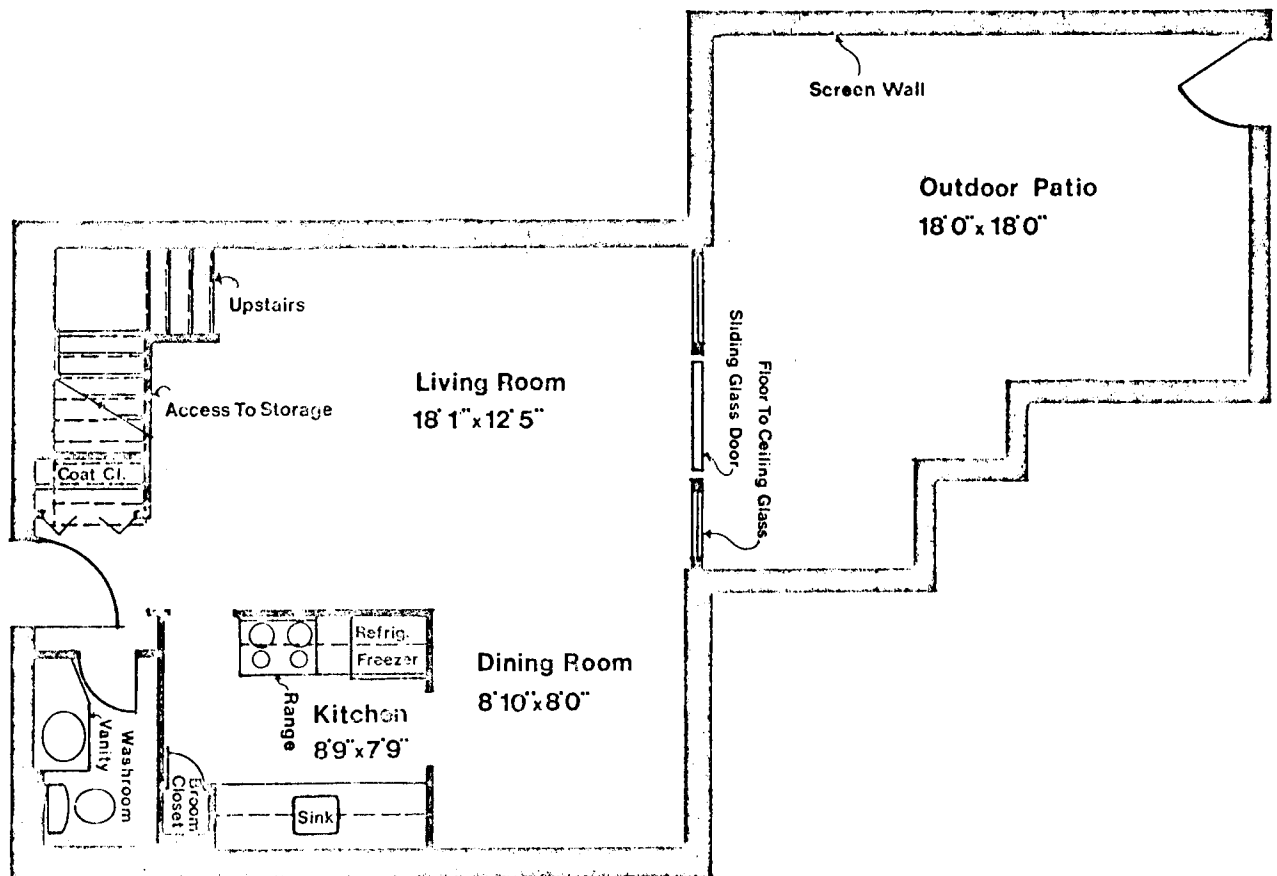 Screen Wall
Outdoor Patio
18'0" x 18'0"
Upstairs
Sliding Glass Door
Floor To Ceiling Glass
Living Room
18'1" x 12'5"
Access To Storage
Coat Cl.
Refrig.
Freezer
Range
Dining Room
8'10" x 8'0"
Kitchen
8'9" x 7'9"
Vanity
Washroom
Broom
Closet
Sink